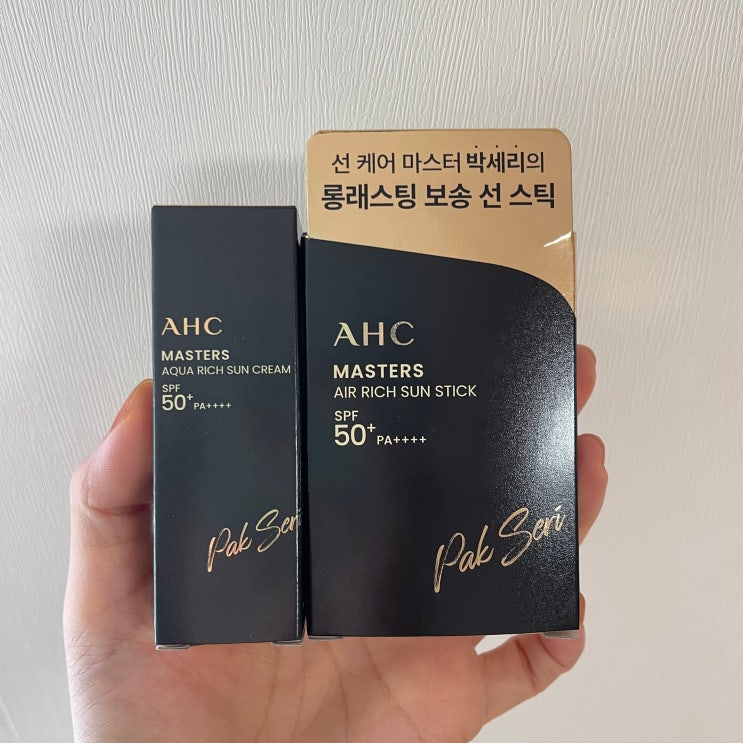 AHC
MASTERS
AQUA RICH SUN CREAM
SPF
50+ PA++++
Pak Seri
선 케어 마스터 박세리의
롱래스팅 보송 선 스틱
AHC
MASTERS
AIR RICH SUN STICK
SPF
50+ PA++++
Pak Seri